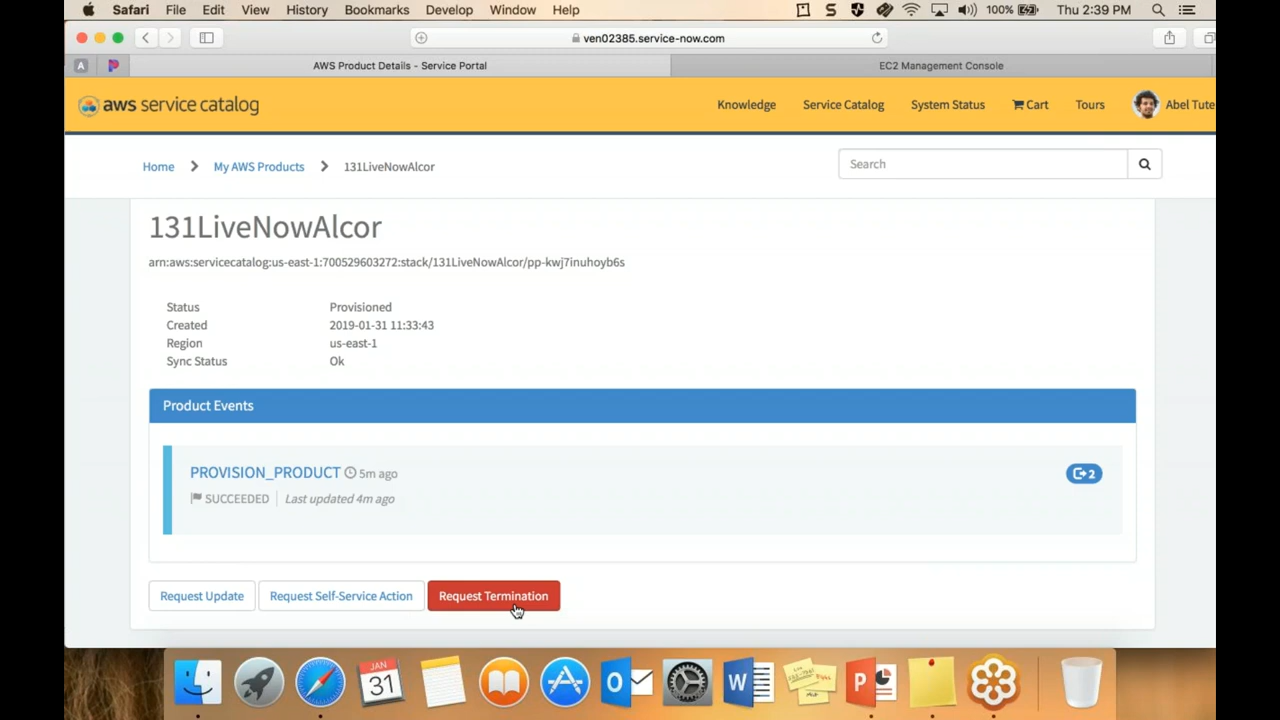 Safari File Edit View History Bookmarks Develop Window Help S 100% Thu 2:39 PM
ven02385.service-now.com
A P AWS Product Details - Service Portal EC2 Management Console
aws service catalog Knowledge Service Catalog System Status Cart Tours Abel Tute
Home My AWS Products 131LiveNowAlcor Search
131LiveNowAlcor
arn:aws:servicecatalog:us-east-1:700529603272:stack/131LiveNowAlcor/pp-kwj7inuhoyb6s
Status Provisioned
Created 2019-01-31 11:33:43
Region us-east-1
Sync Status Ok
Product Events
PROVISION_PRODUCT 5m ago 2
SUCCEEDED Last updated 4m ago
Request Update Request Self-Service Action Request Termination
JAN
31 O W P